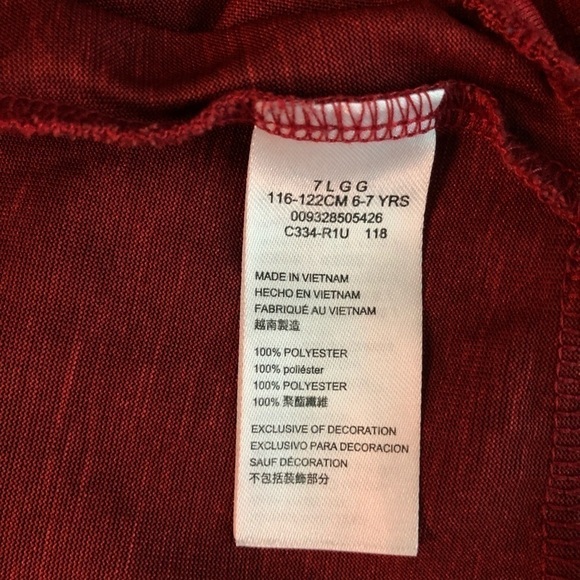 7 L G G
116-122CM 6-7 YRS
009328505426
C334-R1U 118
MADE IN VIETNAM
HECHO EN VIETNAM
FABRIQUÉ AU VIETNAM
越南製造
100% POLYESTER
100% poliéster
100% POLYESTER
100% 聚酯纖維
EXCLUSIVE OF DECORATION
EXCLUSIVO PARA DECORACION
SAUF DÉCORATION
不包括装飾部分